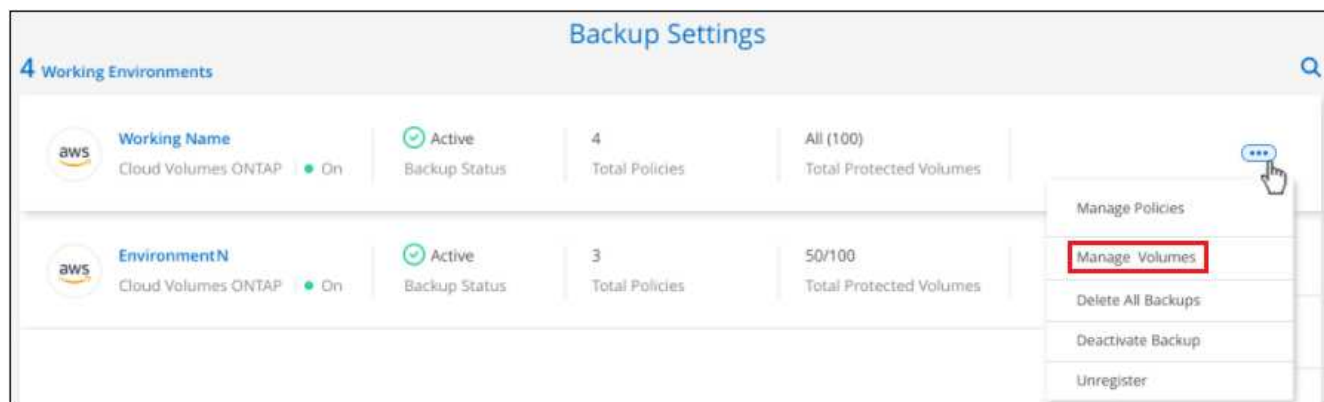 Backup Settings
4 Working Environments
aws
Working Name
Cloud Volumes ONTAP On
Active
Backup Status
4
Total Policies
All (100)
Total Protected Volumes
Manage Policies
Manage Volumes
Delete All Backups
Deactivate Backup
Unregister
aws
EnvironmentN
Cloud Volumes ONTAP On
Active
Backup Status
3
Total Policies
50/100
Total Protected Volumes